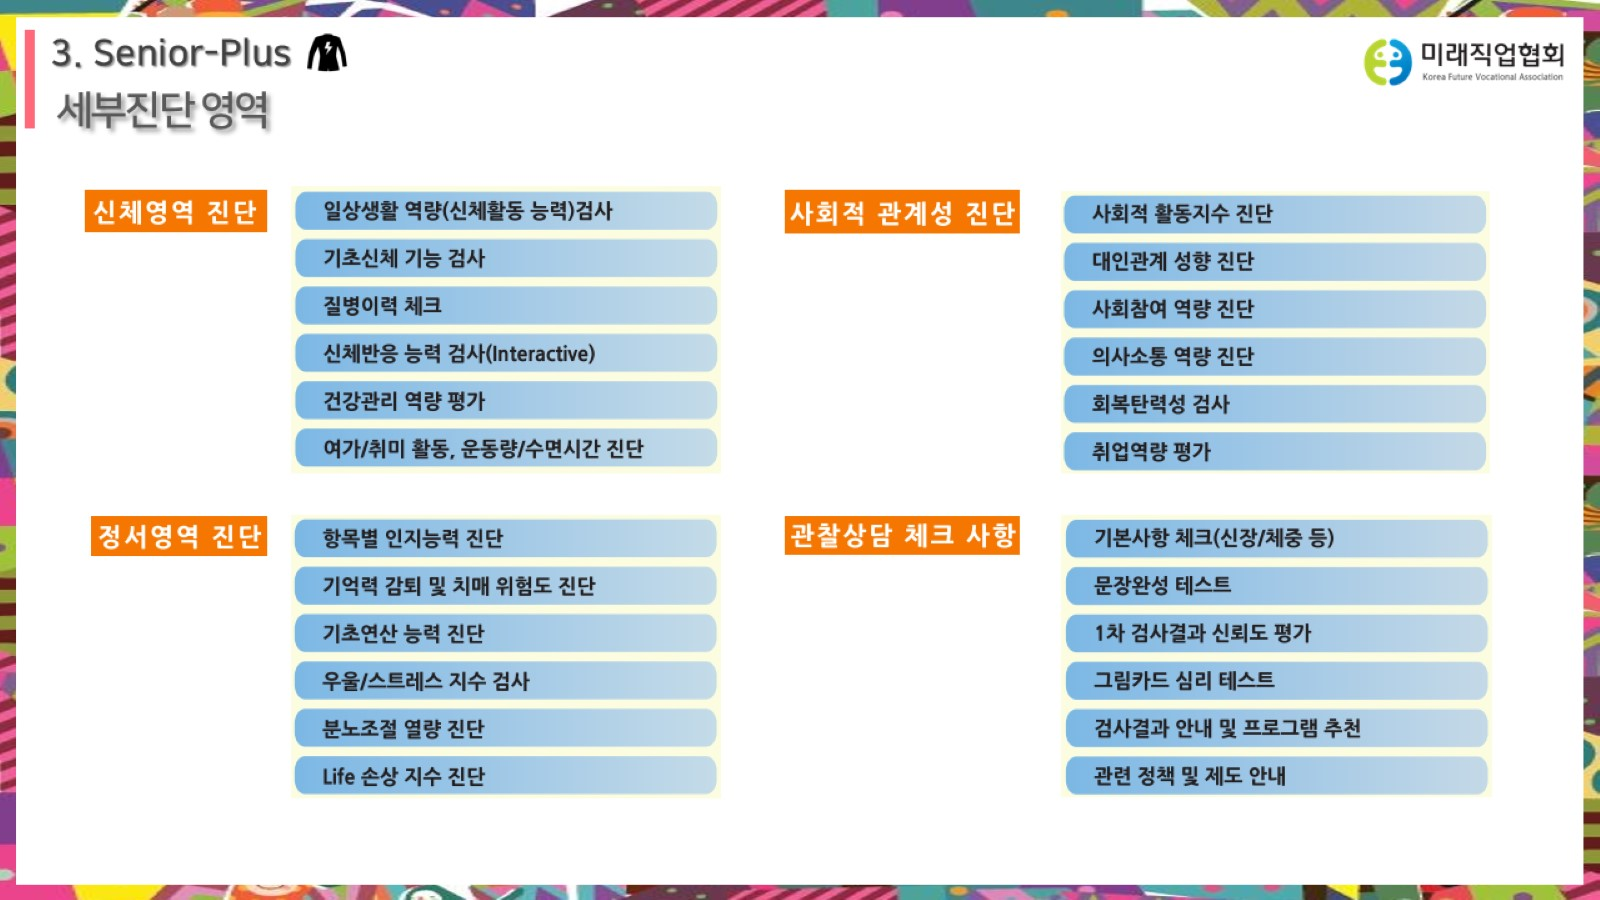 3. Senior-Plus
세부진단 영역
미래직업협회
Korea Future Vocational Association
신체영역 진단
일상생활 역량(신체활동 능력)검사
기초신체 기능 검사
질병이력 체크
신체반응 능력 검사(Interactive)
건강관리 역량 평가
여가/취미 활동, 운동량/수면시간 진단
사회적 관계성 진단
사회적 활동지수 진단
대인관계 성향 진단
사회참여 역량 진단
의사소통 역량 진단
회복탄력성 검사
취업역량 평가
정서영역 진단
항목별 인지능력 진단
기억력 감퇴 및 치매 위험도 진단
기초연산 능력 진단
우울/스트레스 지수 검사
분노조절 열량 진단
Life 손상 지수 진단
관찰상담 체크 사항
기본사항 체크(신장/체중 등)
문장완성 테스트
1차 검사결과 신뢰도 평가
그림카드 심리 테스트
검사결과 안내 및 프로그램 추천
관련 정책 및 제도 안내